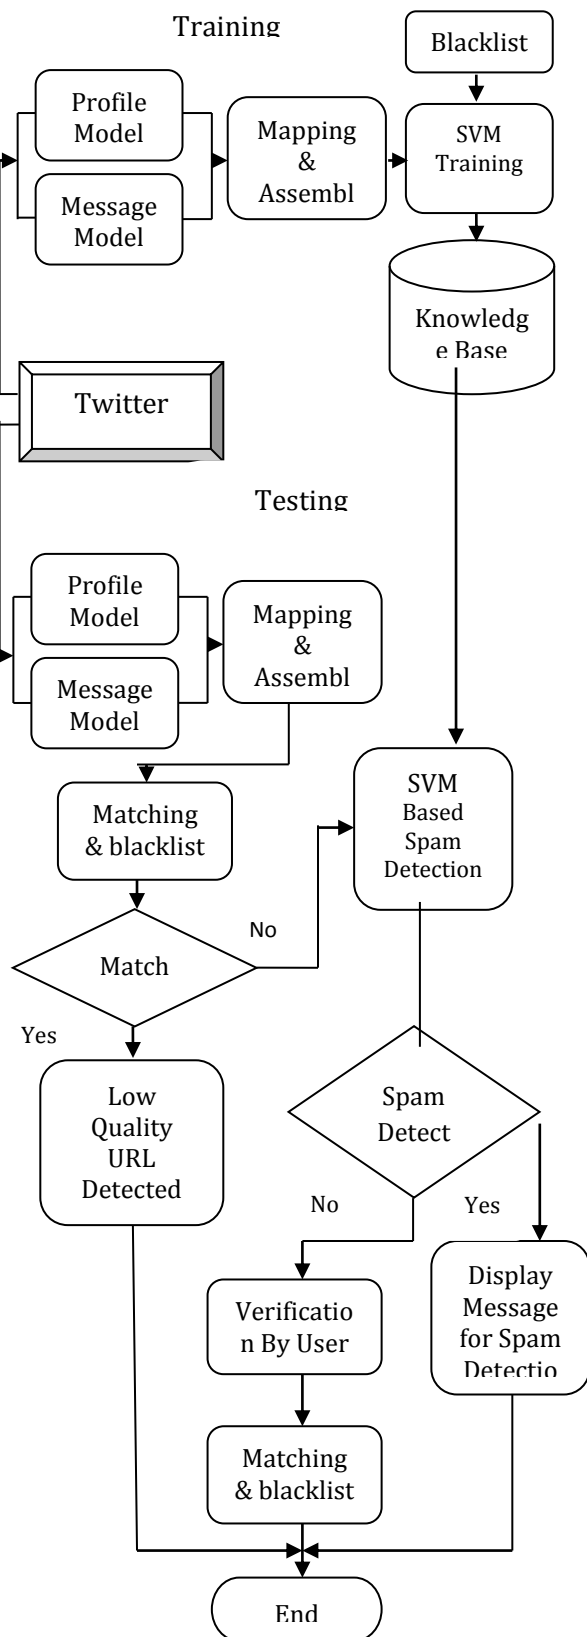 Training
Blacklist
Profile
Model
Mapping
&
Assembl
SVM
Training
Message
Model
Knowledg
e Base
Twitter
Testing
Profile
Model
Mapping
&
Assembl
Message
Model
SVM
Based
Spam
Detection
Matching
& blacklist
No
Match
Yes
Low
Quality
URL
Detected
Spam
Detect
No
Yes
Verificatio
n By User
Display
Message
for Spam
Detectio
Matching
& blacklist
End